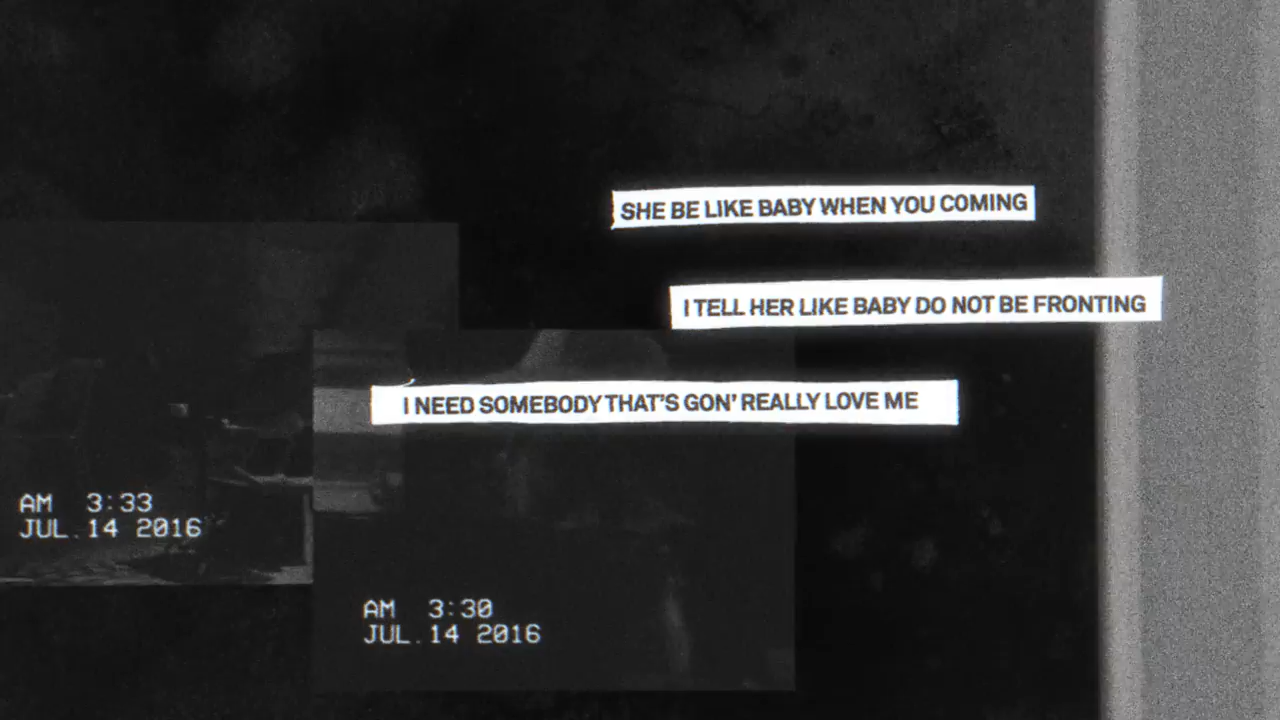 SHE BE LIKE BABY WHEN YOU COMING
I TELL HER LIKE BABY DO NOT BE FRONTING
I NEED SOMEBODY THAT'S GON' REALLY LOVE ME
AM 3:33
JUL. 14 2016
AM 3:30
JUL. 14 2016